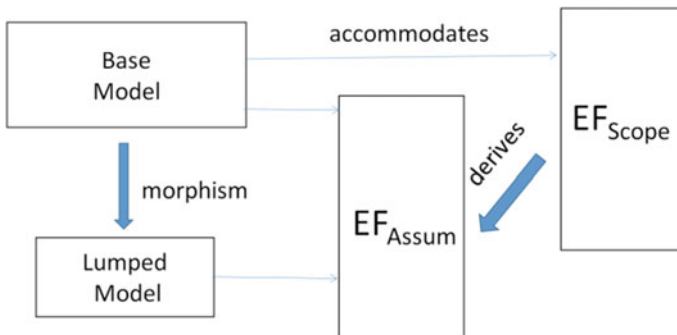 accommodates
Base
Model
EF_Scope
derives
morphism
EF_Assum
Lumped
Model